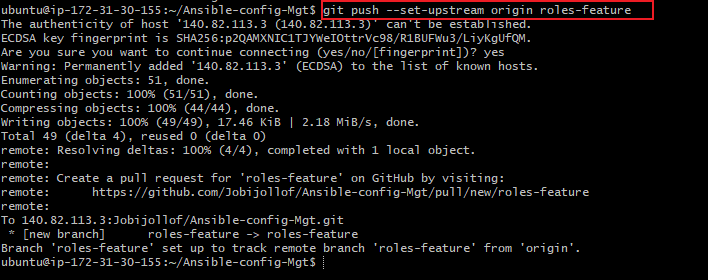 ubuntu@ip-172-31-30-155:~/Ansible-config-Mgt$ git push --set-upstream origin roles-feature
The authenticity of host '140.82.113.3 (140.82.113.3)' can't be established.
ECDSA key fingerprint is SHA256:p2QAMXNIC1TJYWeIOttrVc98/R1BUFWu3/LiyKgUfQM.
Are you sure you want to continue connecting (yes/no/[fingerprint])? yes
Warning: Permanently added '140.82.113.3' (ECDSA) to the list of known hosts.
Enumerating objects: 51, done.
Counting objects: 100% (51/51), done.
Compressing objects: 100% (44/44), done.
Writing objects: 100% (49/49), 17.46 KiB | 2.18 MiB/s, done.
Total 49 (delta 4), reused 0 (delta 0)
remote: Resolving deltas: 100% (4/4), completed with 1 local object.
remote:
remote: Create a pull request for 'roles-feature' on GitHub by visiting:
remote:      https://github.com/Jobijollof/Ansible-config-Mgt/pull/new/roles-feature
remote:
To 140.82.113.3:Jobijollof/Ansible-config-Mgt.git
 * [new branch]      roles-feature -> roles-feature
Branch 'roles-feature' set up to track remote branch 'roles-feature' from 'origin'.
ubuntu@ip-172-31-30-155:~/Ansible-config-Mgt$